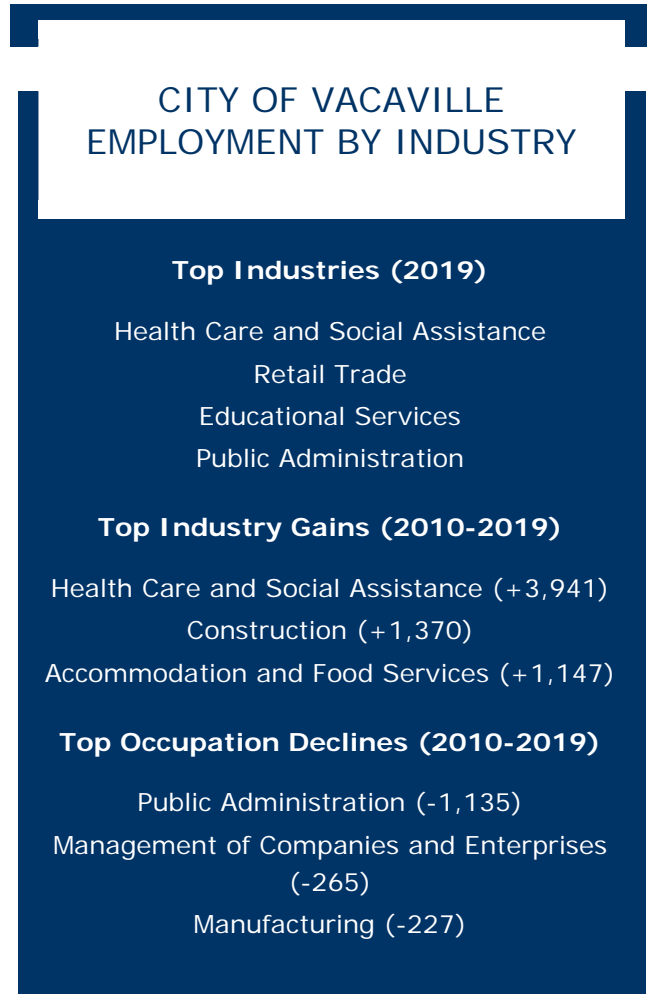 CITY OF VACAVILLE
EMPLOYMENT BY INDUSTRY
Top Industries (2019)
Health Care and Social Assistance
Retail Trade
Educational Services
Public Administration
Top Industry Gains (2010-2019)
Health Care and Social Assistance (+3,941)
Construction (+1,370)
Accommodation and Food Services (+1,147)
Top Occupation Declines (2010-2019)
Public Administration (-1,135)
Management of Companies and Enterprises
(-265)
Manufacturing (-227)